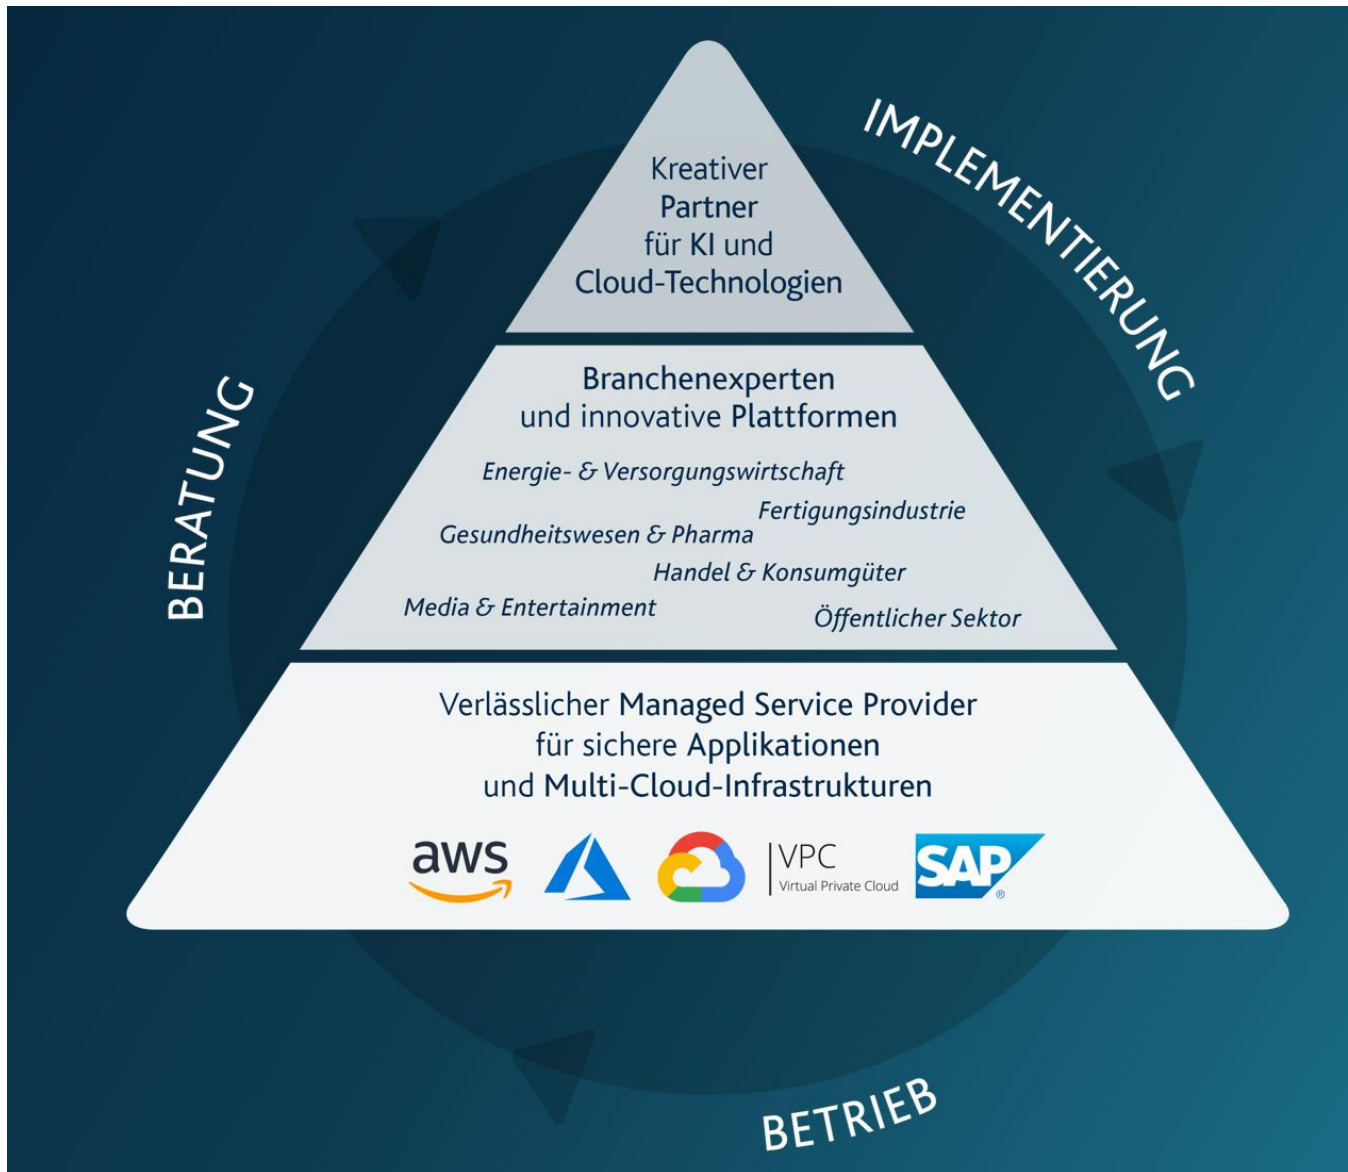 Kreativer
Partner
für KI und
Cloud-Technologien
IMPLEMENTIERUNG
BERATUNG
Branchenexperten
und innovative Plattformen
Energie- & Versorgungswirtschaft
Fertigungsindustrie
Gesundheitswesen & Pharma
Handel & Konsumgüter
Media & Entertainment
Öffentlicher Sektor
Verlässlicher Managed Service Provider
für sichere Applikationen
und Multi-Cloud-Infrastrukturen
aws
VPC
Virtual Private Cloud
SAP®
BETRIEB